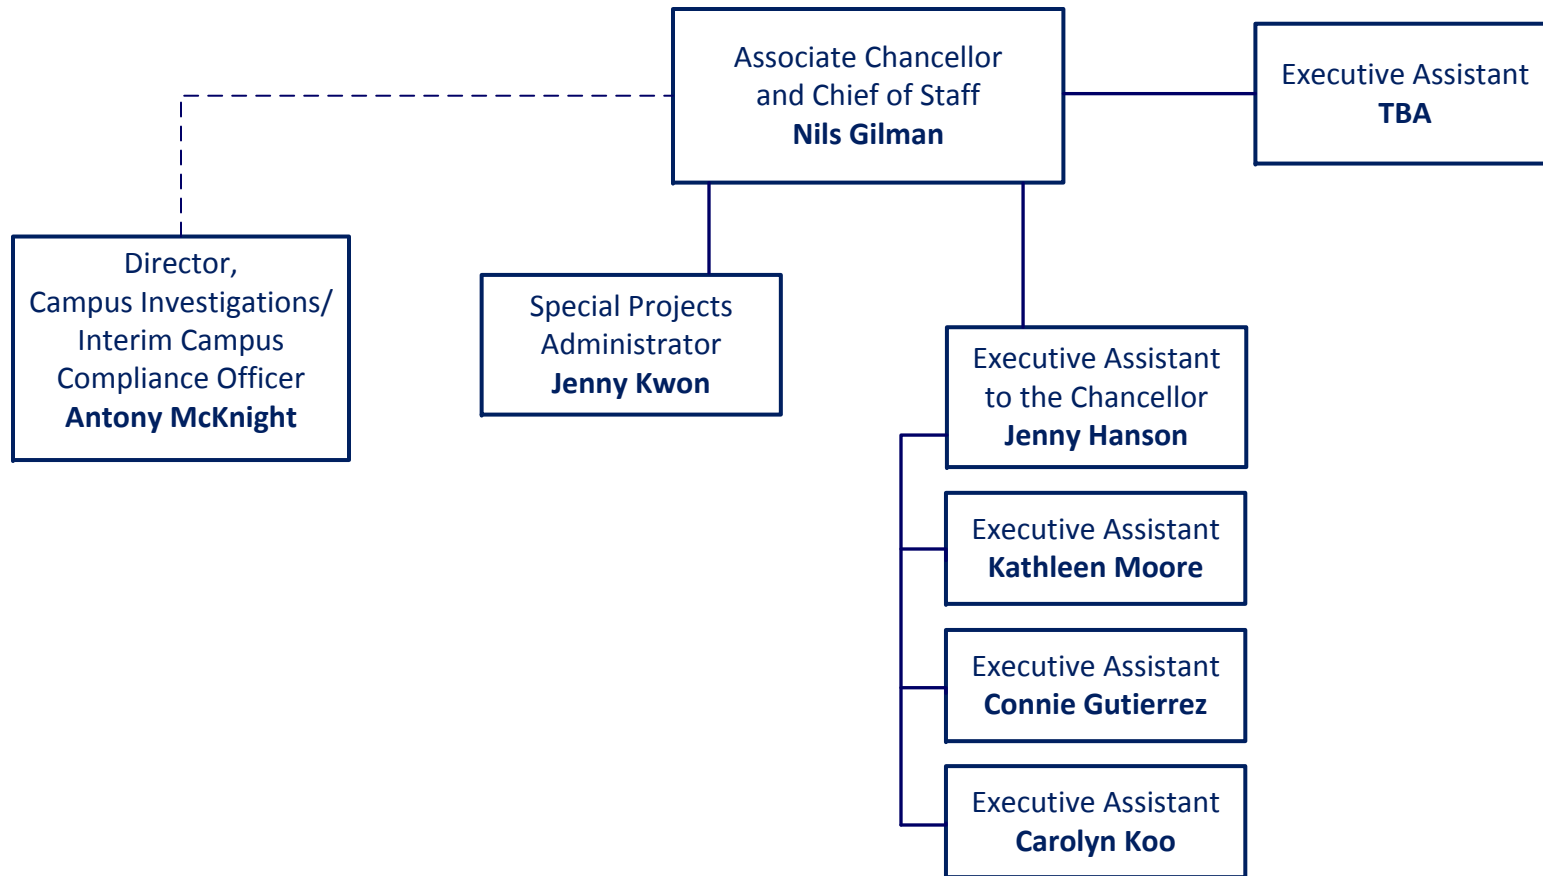 Associate Chancellor
and Chief of Staff
Nils Gilman
Executive Assistant
TBA
Director,
Campus Investigations/
Interim Campus
Compliance Officer
Antony McKnight
Special Projects
Administrator
Jenny Kwon
Executive Assistant
to the Chancellor
Jenny Hanson
Executive Assistant
Kathleen Moore
Executive Assistant
Connie Gutierrez
Executive Assistant
Carolyn Koo